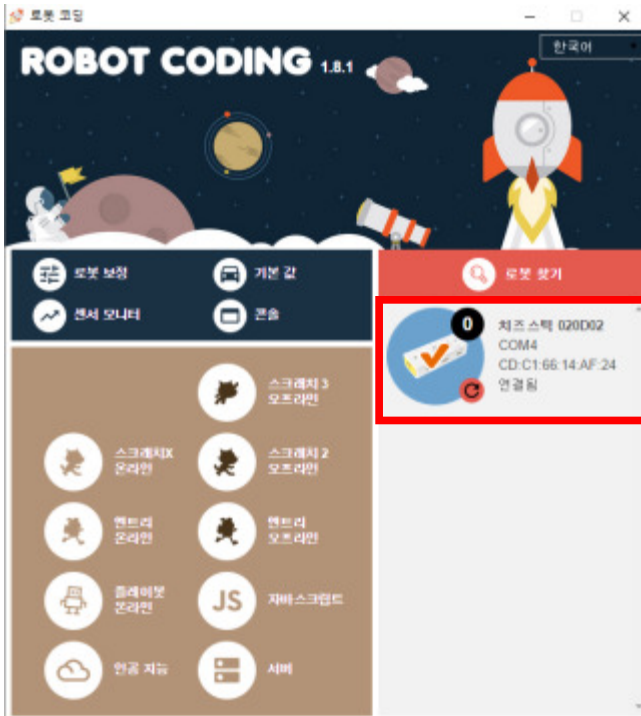 로봇 코딩
ROBOT CODING 1.8.1
한국어
로봇 보정
기본 값
센서 모니터
콘솔
로봇 찾기
0
치즈 스틱 020D02
COM4
CD:C1:66:14:AF:24
연결됨
스크래치 3
오프라인
스크래치X
온라인
스크래치 2
오프라인
엔트리
온라인
엔트리
오프라인
플레이봇
온라인
JS
자바스크립트
인공 지능
서버